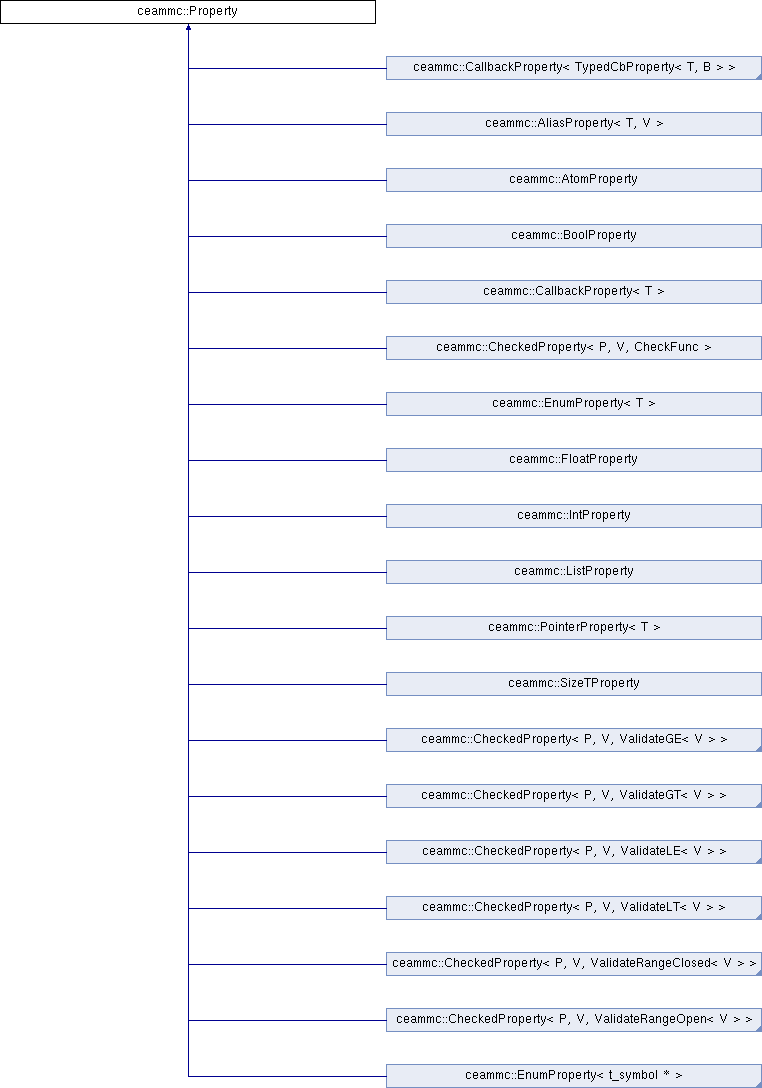 ceammc::Property
ceammc::CallbackProperty< TypedCbProperty< T, B > >
ceammc::AliasProperty< T, V >
ceammc::AtomProperty
ceammc::BoolProperty
ceammc::CallbackProperty< T >
ceammc::CheckedProperty< P, V, CheckFunc >
ceammc::EnumProperty< T >
ceammc::FloatProperty
ceammc::IntProperty
ceammc::ListProperty
ceammc::PointerProperty< T >
ceammc::SizeTProperty
ceammc::CheckedProperty< P, V, ValidateGE< V > >
ceammc::CheckedProperty< P, V, ValidateGT< V > >
ceammc::CheckedProperty< P, V, ValidateLE< V > >
ceammc::CheckedProperty< P, V, ValidateLT< V > >
ceammc::CheckedProperty< P, V, ValidateRangeClosed< V > >
ceammc::CheckedProperty< P, V, ValidateRangeOpen< V > >
ceammc::EnumProperty< t_symbol * >